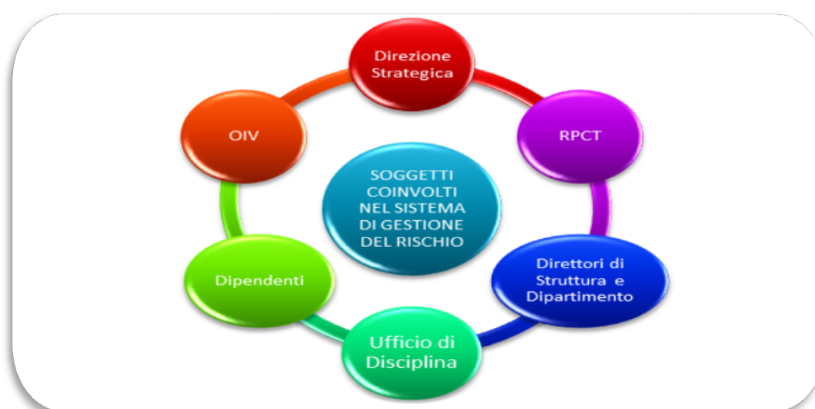 Direzione
Strategica
OIV
RPCT
SOGGETTI
COINVOLTI
NEL SISTEMA
DI GESTIONE
DEL RISCHIO
Dipendenti
Direttori di
Struttura e
Dipartimento
Ufficio di
Disciplina